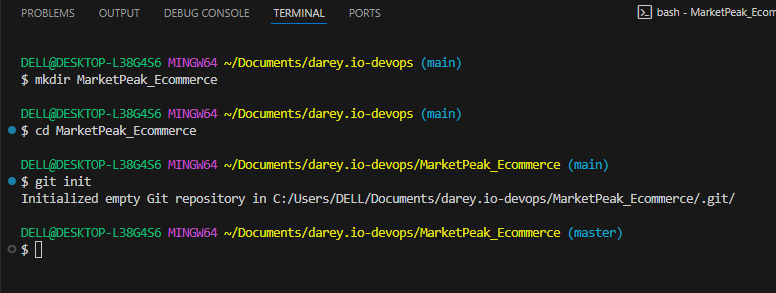 PROBLEMS OUTPUT DEBUG CONSOLE TERMINAL PORTS bash - MarketPeak_Ecom
DELL@DESKTOP-L38G4S6 MINGW64 ~/Documents/darey.io-devops (main)
$ mkdir MarketPeak_Ecommerce
DELL@DESKTOP-L38G4S6 MINGW64 ~/Documents/darey.io-devops (main)
$ cd MarketPeak_Ecommerce
DELL@DESKTOP-L38G4S6 MINGW64 ~/Documents/darey.io-devops/MarketPeak_Ecommerce (main)
$ git init
Initialized empty Git repository in C:/Users/DELL/Documents/darey.io-devops/MarketPeak_Ecommerce/.git/
DELL@DESKTOP-L38G4S6 MINGW64 ~/Documents/darey.io-devops/MarketPeak_Ecommerce (master)
$